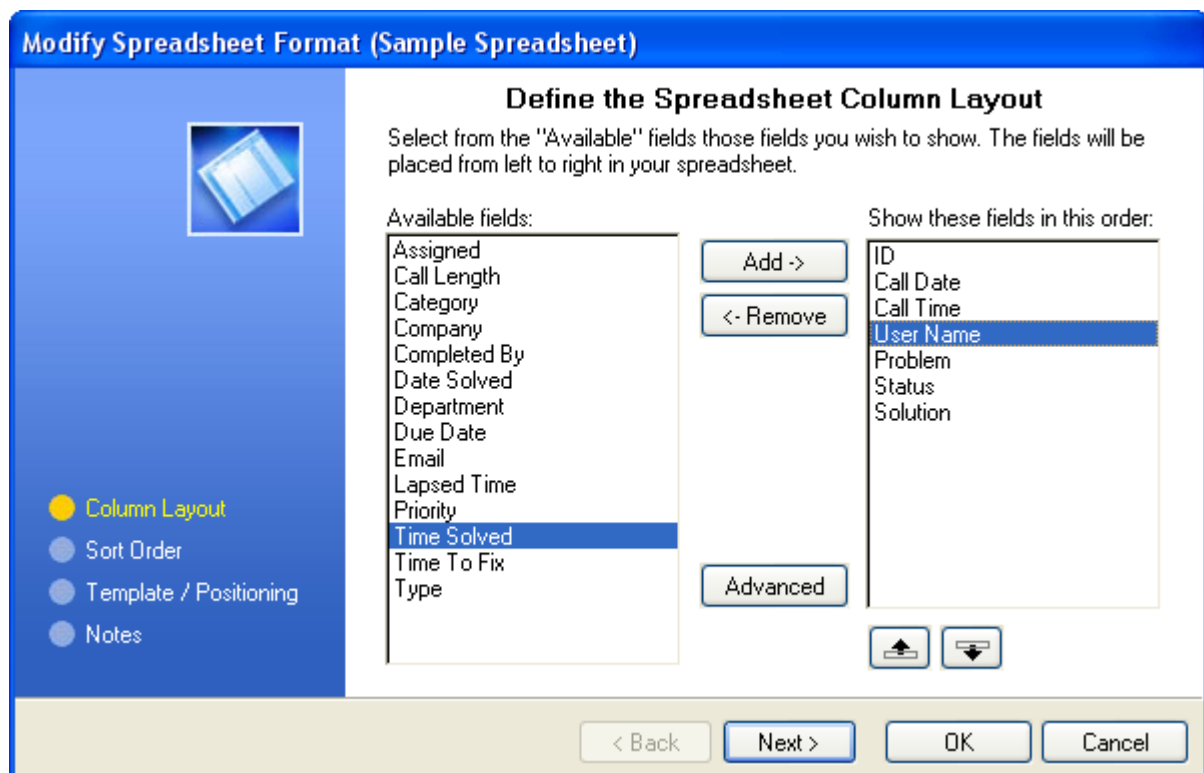 Modify Spreadsheet Format (Sample Spreadsheet)
Define the Spreadsheet Column Layout
Select from the "Available" fields those fields you wish to show. The fields will be
placed from left to right in your spreadsheet.
Available fields:
Assigned
Call Length
Category
Company
Completed By
Date Solved
Department
Due Date
Email
Lapsed Time
Priority
Time Solved
Time To Fix
Type
Add ->
<- Remove
Advanced
Show these fields in this order:
ID
Call Date
Call Time
User Name
Problem
Status
Solution
Column Layout
Sort Order
Template / Positioning
Notes
< Back
Next >
OK
Cancel